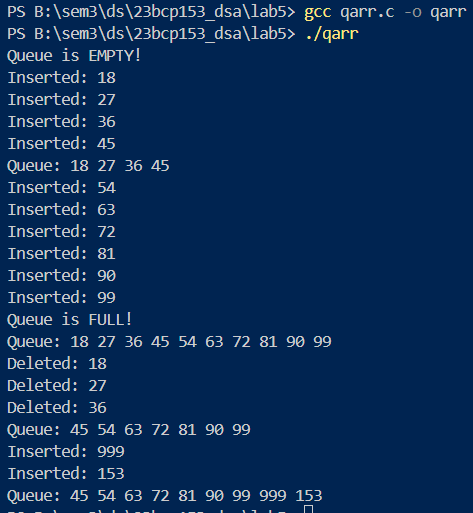 PS B:\sem3\ds\23bcp153_dsa\lab5> gcc qarr.c -o qarr
PS B:\sem3\ds\23bcp153_dsa\lab5> ./qarr
Queue is EMPTY!
Inserted: 18
Inserted: 27
Inserted: 36
Inserted: 45
Queue: 18 27 36 45
Inserted: 54
Inserted: 63
Inserted: 72
Inserted: 81
Inserted: 90
Inserted: 99
Queue is FULL!
Queue: 18 27 36 45 54 63 72 81 90 99
Deleted: 18
Deleted: 27
Deleted: 36
Queue: 45 54 63 72 81 90 99
Inserted: 999
Inserted: 153
Queue: 45 54 63 72 81 90 99 999 153